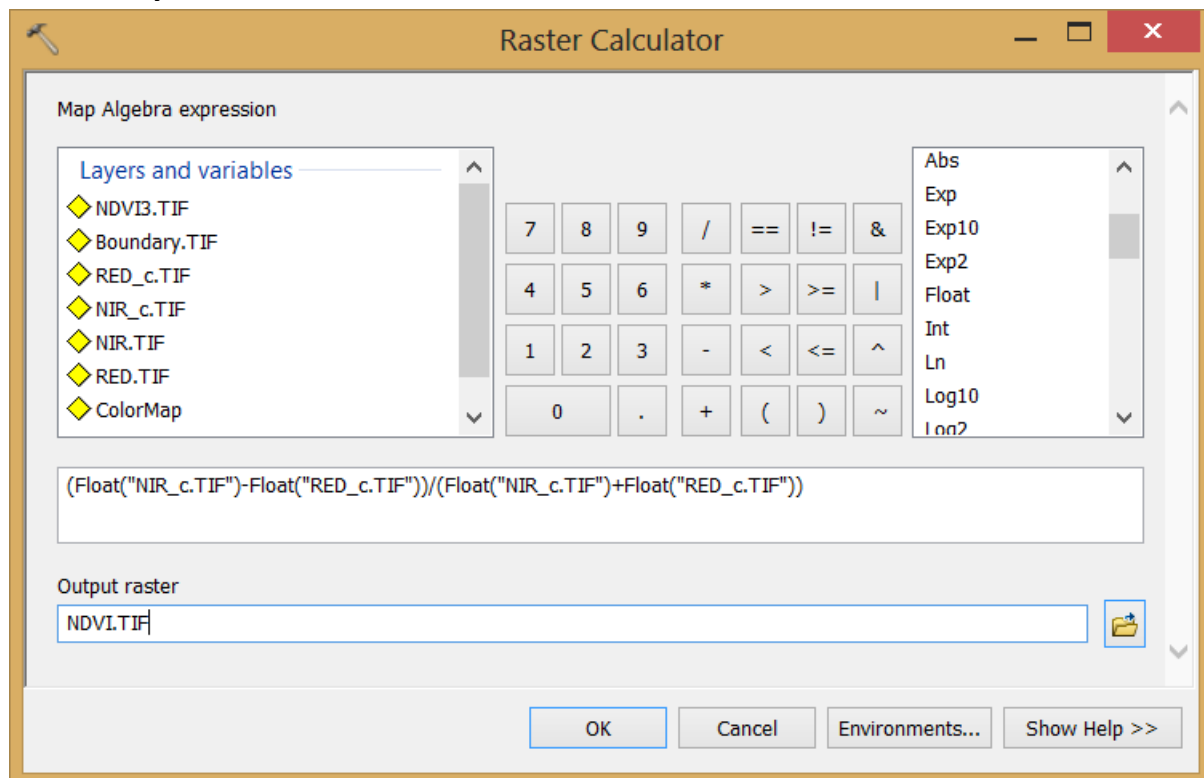 Raster Calculator
Map Algebra expression
Layers and variables
NDVI3.TIF
Boundary.TIF
RED_c.TIF
NIR_c.TIF
NIR.TIF
RED.TIF
ColorMap
7 8 9 / == != &
4 5 6 * > >= |
1 2 3 - < <= ^
0 . + ( ) ~
Abs
Exp
Exp10
Exp2
Float
Int
Ln
Log10
Log2
(Float("NIR_c.TIF")-Float("RED_c.TIF"))/(Float("NIR_c.TIF")+Float("RED_c.TIF"))
Output raster
NDVI.TIF
OK Cancel Environments... Show Help >>